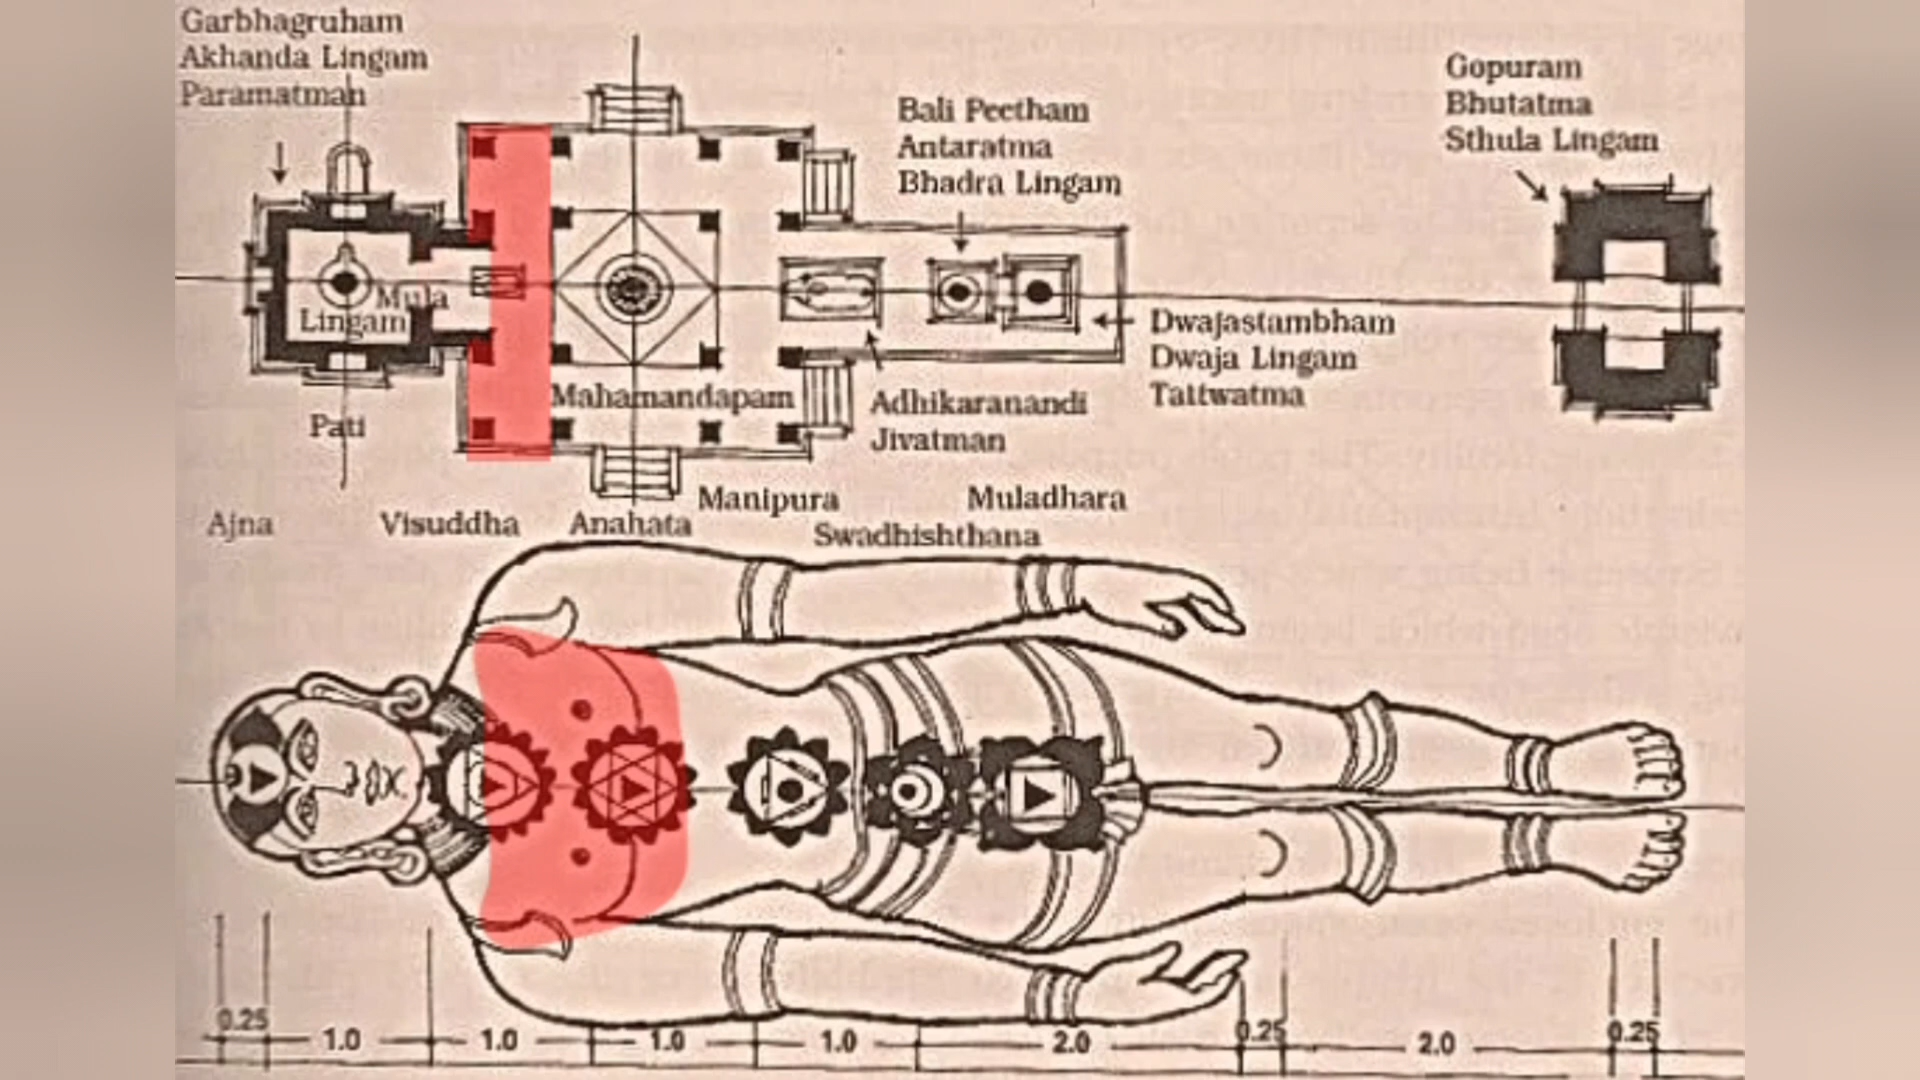 Garbhagruham
Akhanda Lingam
Paramatman
Bali Peetham
Antaratma
Bhadra Lingam
Gopuram
Bhutatma
Sthula Lingam
Mula
Lingam
Mahamandapam
Pati
Adhikaranandi
Jivatman
Dwajastambham
Dwaja Lingam
Tattwatma
Ajna
Visuddha
Anahata
Manipura
Swadhishthana
Muladhara
0.25
1.0
1.0
1.0
1.0
2.0
0.25
2.0
0.25